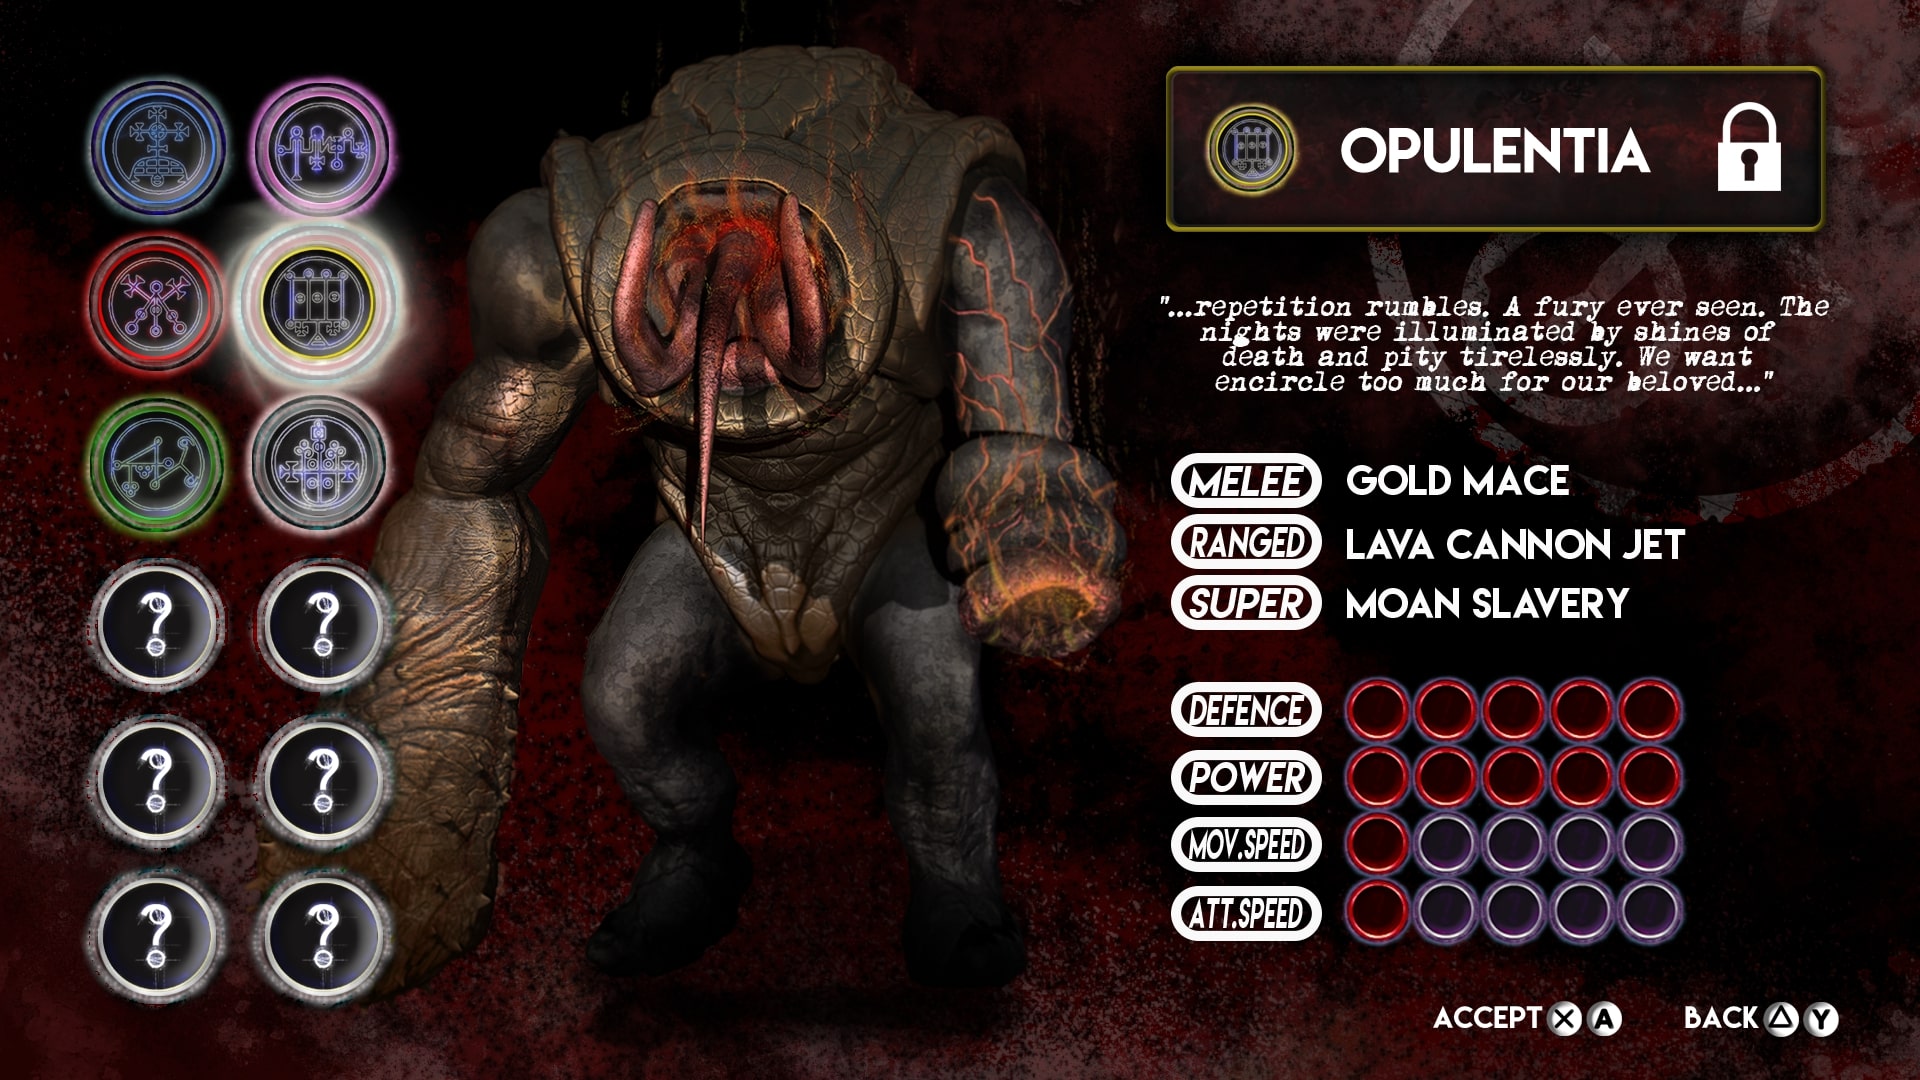 OPULENTIA
"...repetition rumbles. A fury ever seen. The
nights were illuminated by shines of
death and pity tirelessly. We want
encircle too much for our beloved..."
MELEE GOLD MACE
RANGED LAVA CANNON JET
SUPER MOAN SLAVERY
DEFENCE
POWER
MOV.SPEED
ATT.SPEED
? ?
? ?
? ?
ACCEPT X A BACK Y